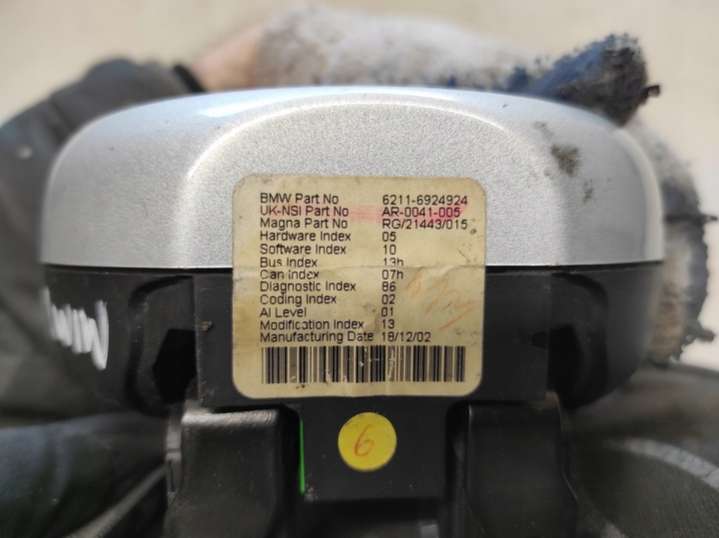 BMW Part No 6211-6924924
UK-NSI Part No AR-0041-005
Magna Part No RG/21443/015
Hardware Index 05
Software Index 10
Bus Index 13h
Can Index 07h
Diagnostic Index 86
Coding Index 02
AI Level 01
Modification Index 13
Manufacturing Date 18/12/02
6